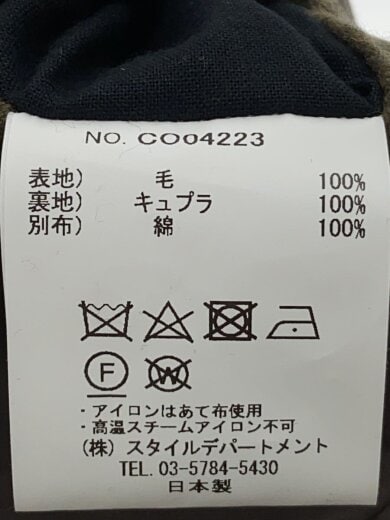 NO. CO04223
表地) 毛 100%
裏地) キュプラ 100%
別布) 綿 100%
F W
・アイロンはあて布使用
・高温スチームアイロン不可
(株) スタイルデパートメント
TEL. 03-5784-5430
日本製